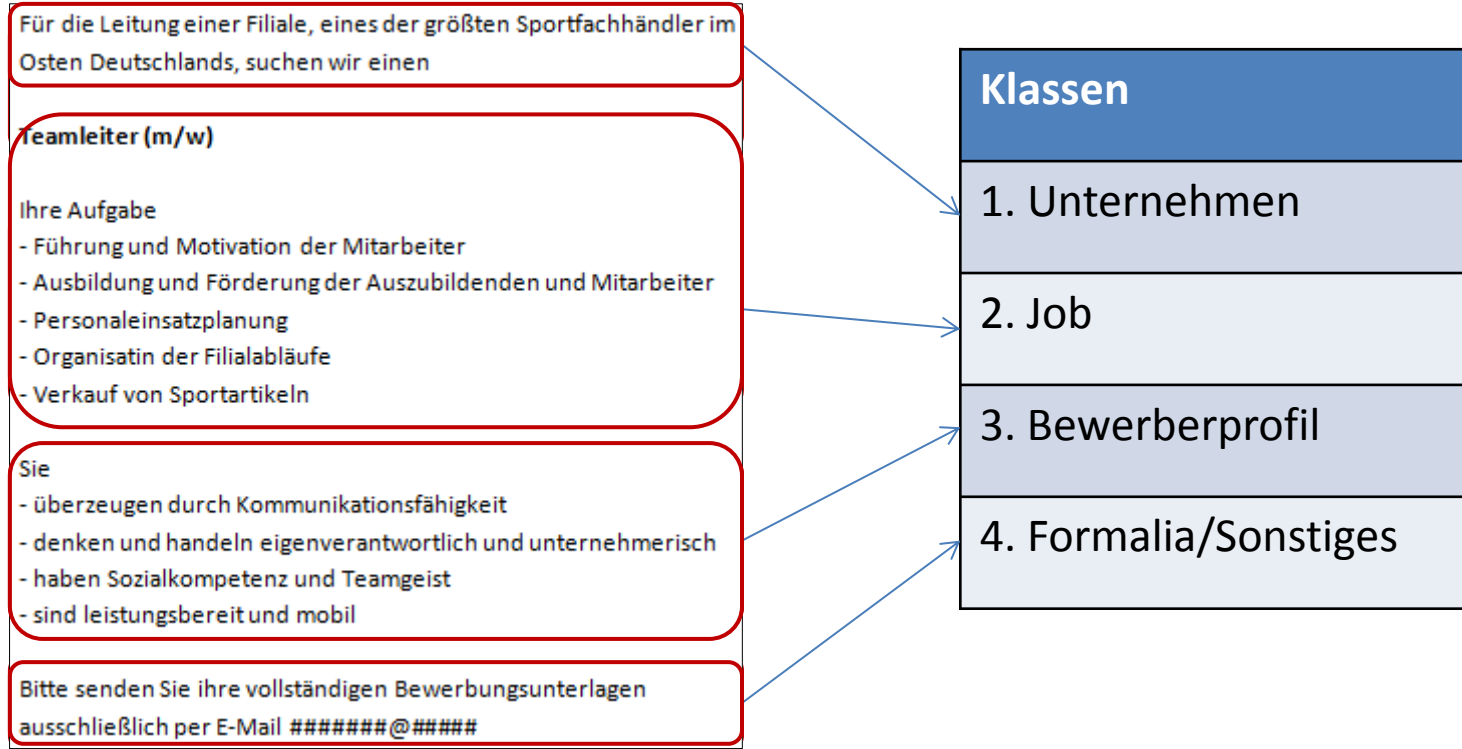 Für die Leitung einer Filiale, eines der größten Sportfachhändler im
Osten Deutschlands, suchen wir einen
Teamleiter (m/w)
Ihre Aufgabe
- Führung und Motivation der Mitarbeiter
- Ausbildung und Förderung der Auszubildenden und Mitarbeiter
- Personaleinsatzplanung
- Organisatin der Filialabläufe
- Verkauf von Sportartikeln
Sie
- überzeugen durch Kommunikationsfähigkeit
- denken und handeln eigenverantwortlich und unternehmerisch
- haben Sozialkompetenz und Teamgeist
- sind leistungsbereit und mobil
Bitte senden Sie ihre vollständigen Bewerbungsunterlagen
ausschließlich per E-Mail #######@#####
Klassen
1. Unternehmen
2. Job
3. Bewerberprofil
4. Formalia/Sonstiges